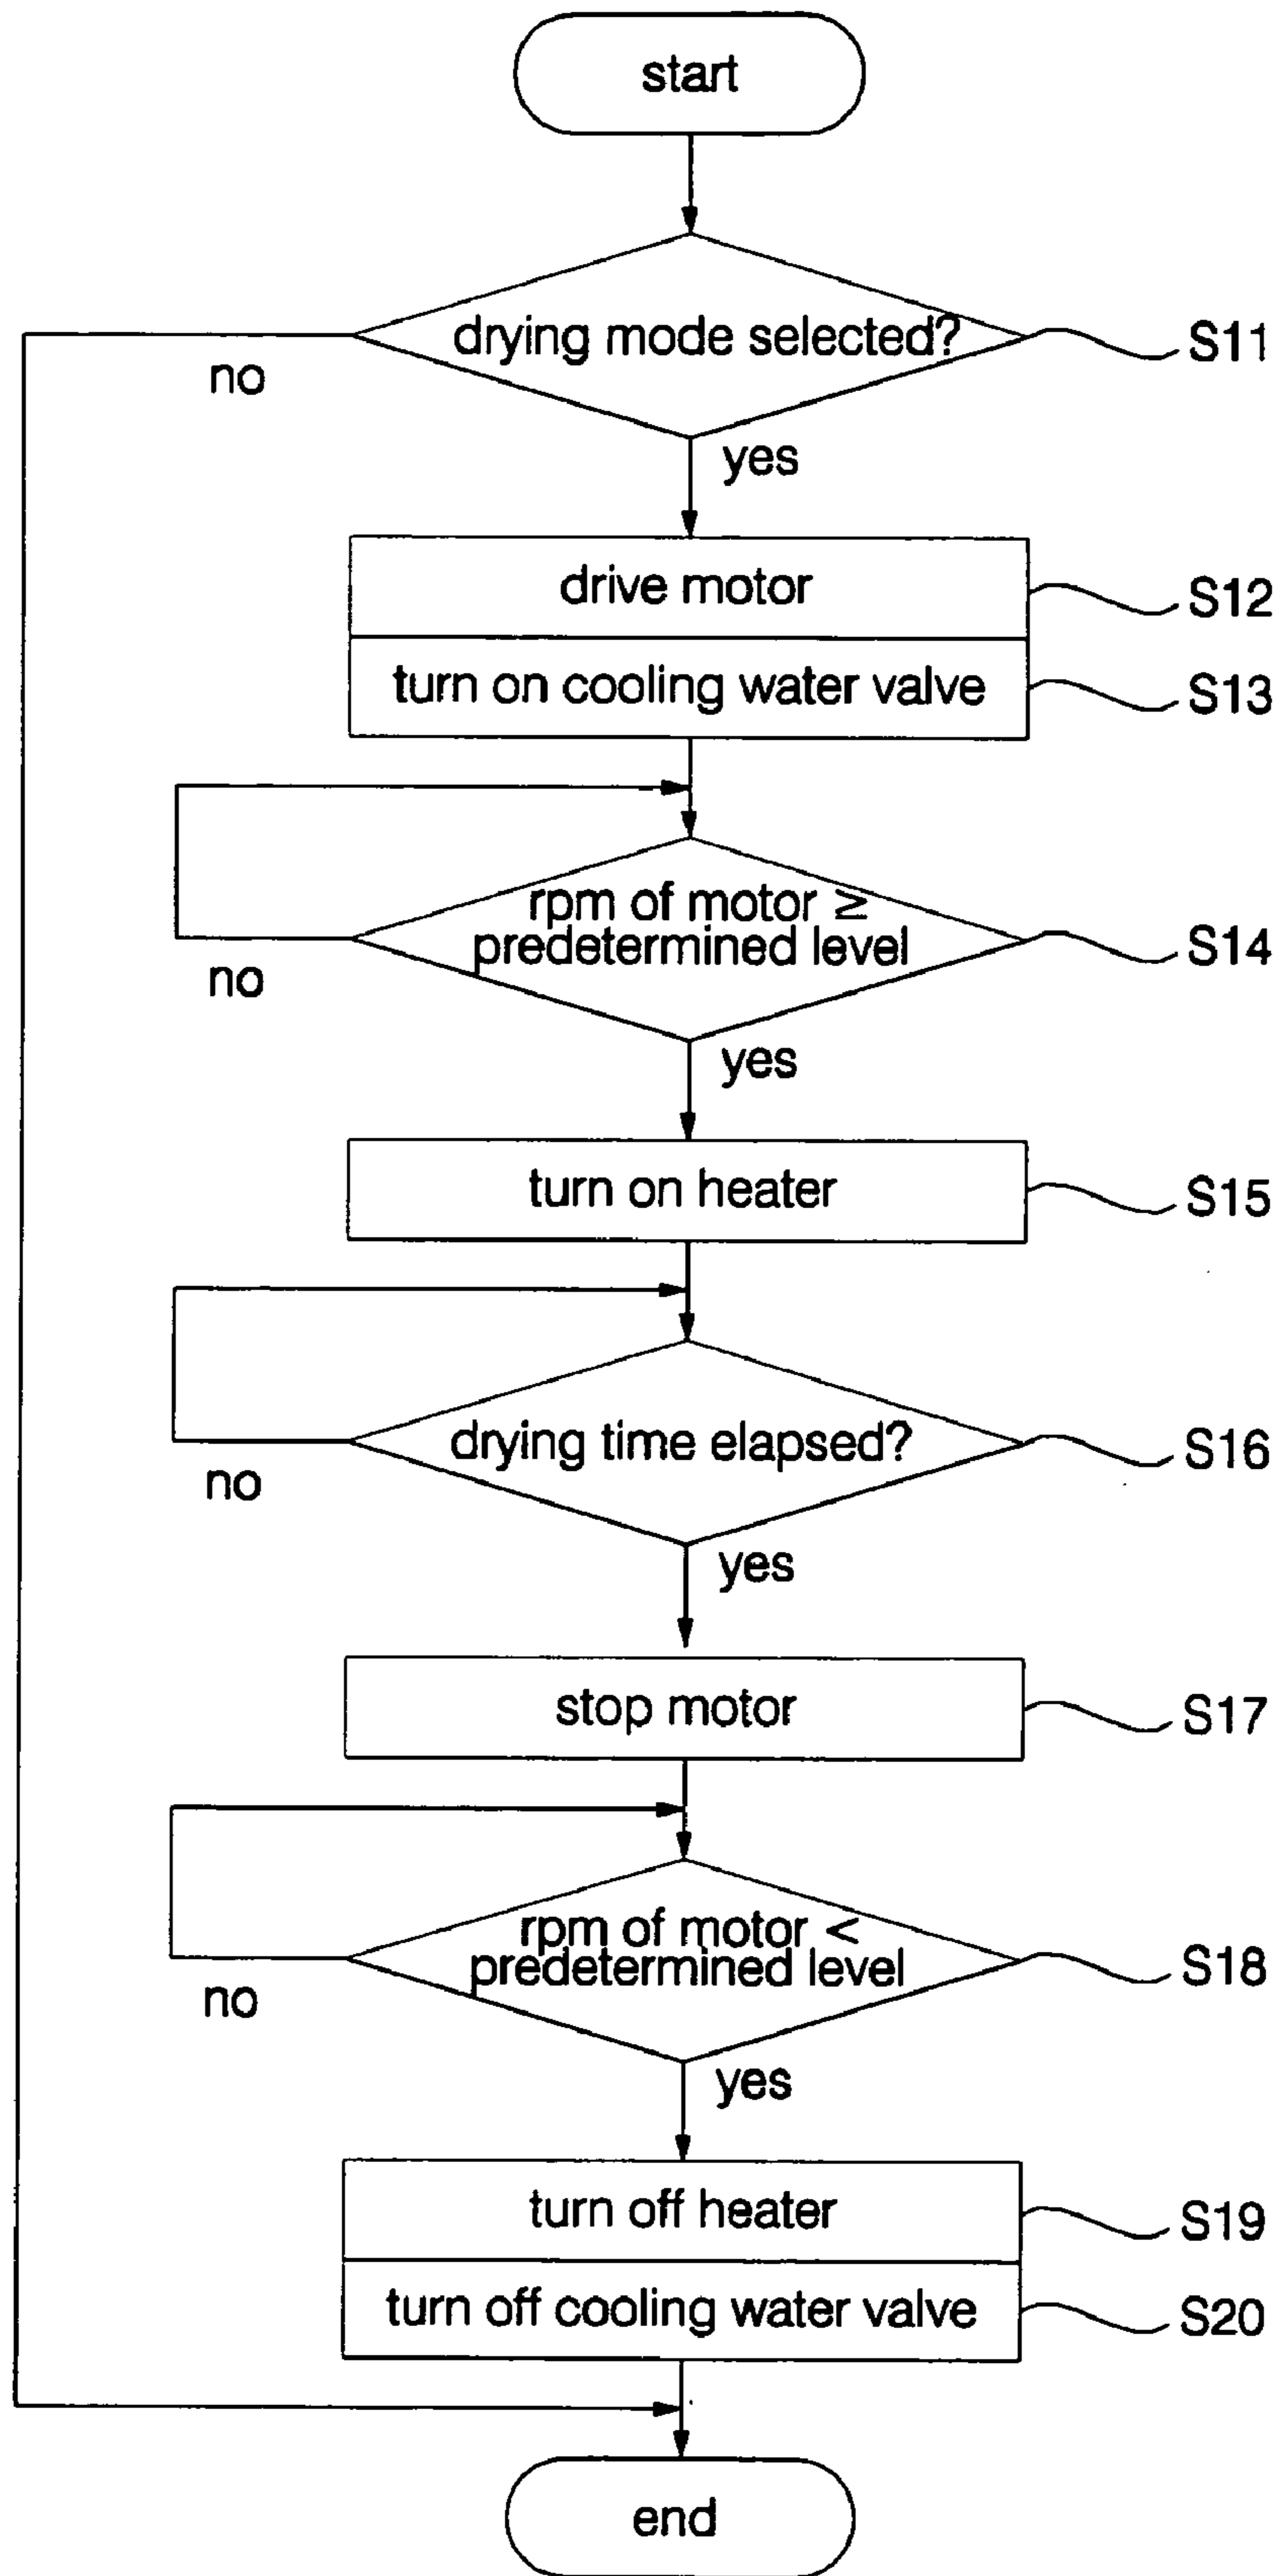 start
drying mode selected?
S11
no
yes
drive motor
S12
turn on cooling water valve
S13
rpm of motor ≥
predetermined level
S14
no
yes
turn on heater
S15
drying time elapsed?
S16
no
yes
stop motor
S17
rpm of motor <
predetermined level
S18
no
yes
turn off heater
S19
turn off cooling water valve
S20
end